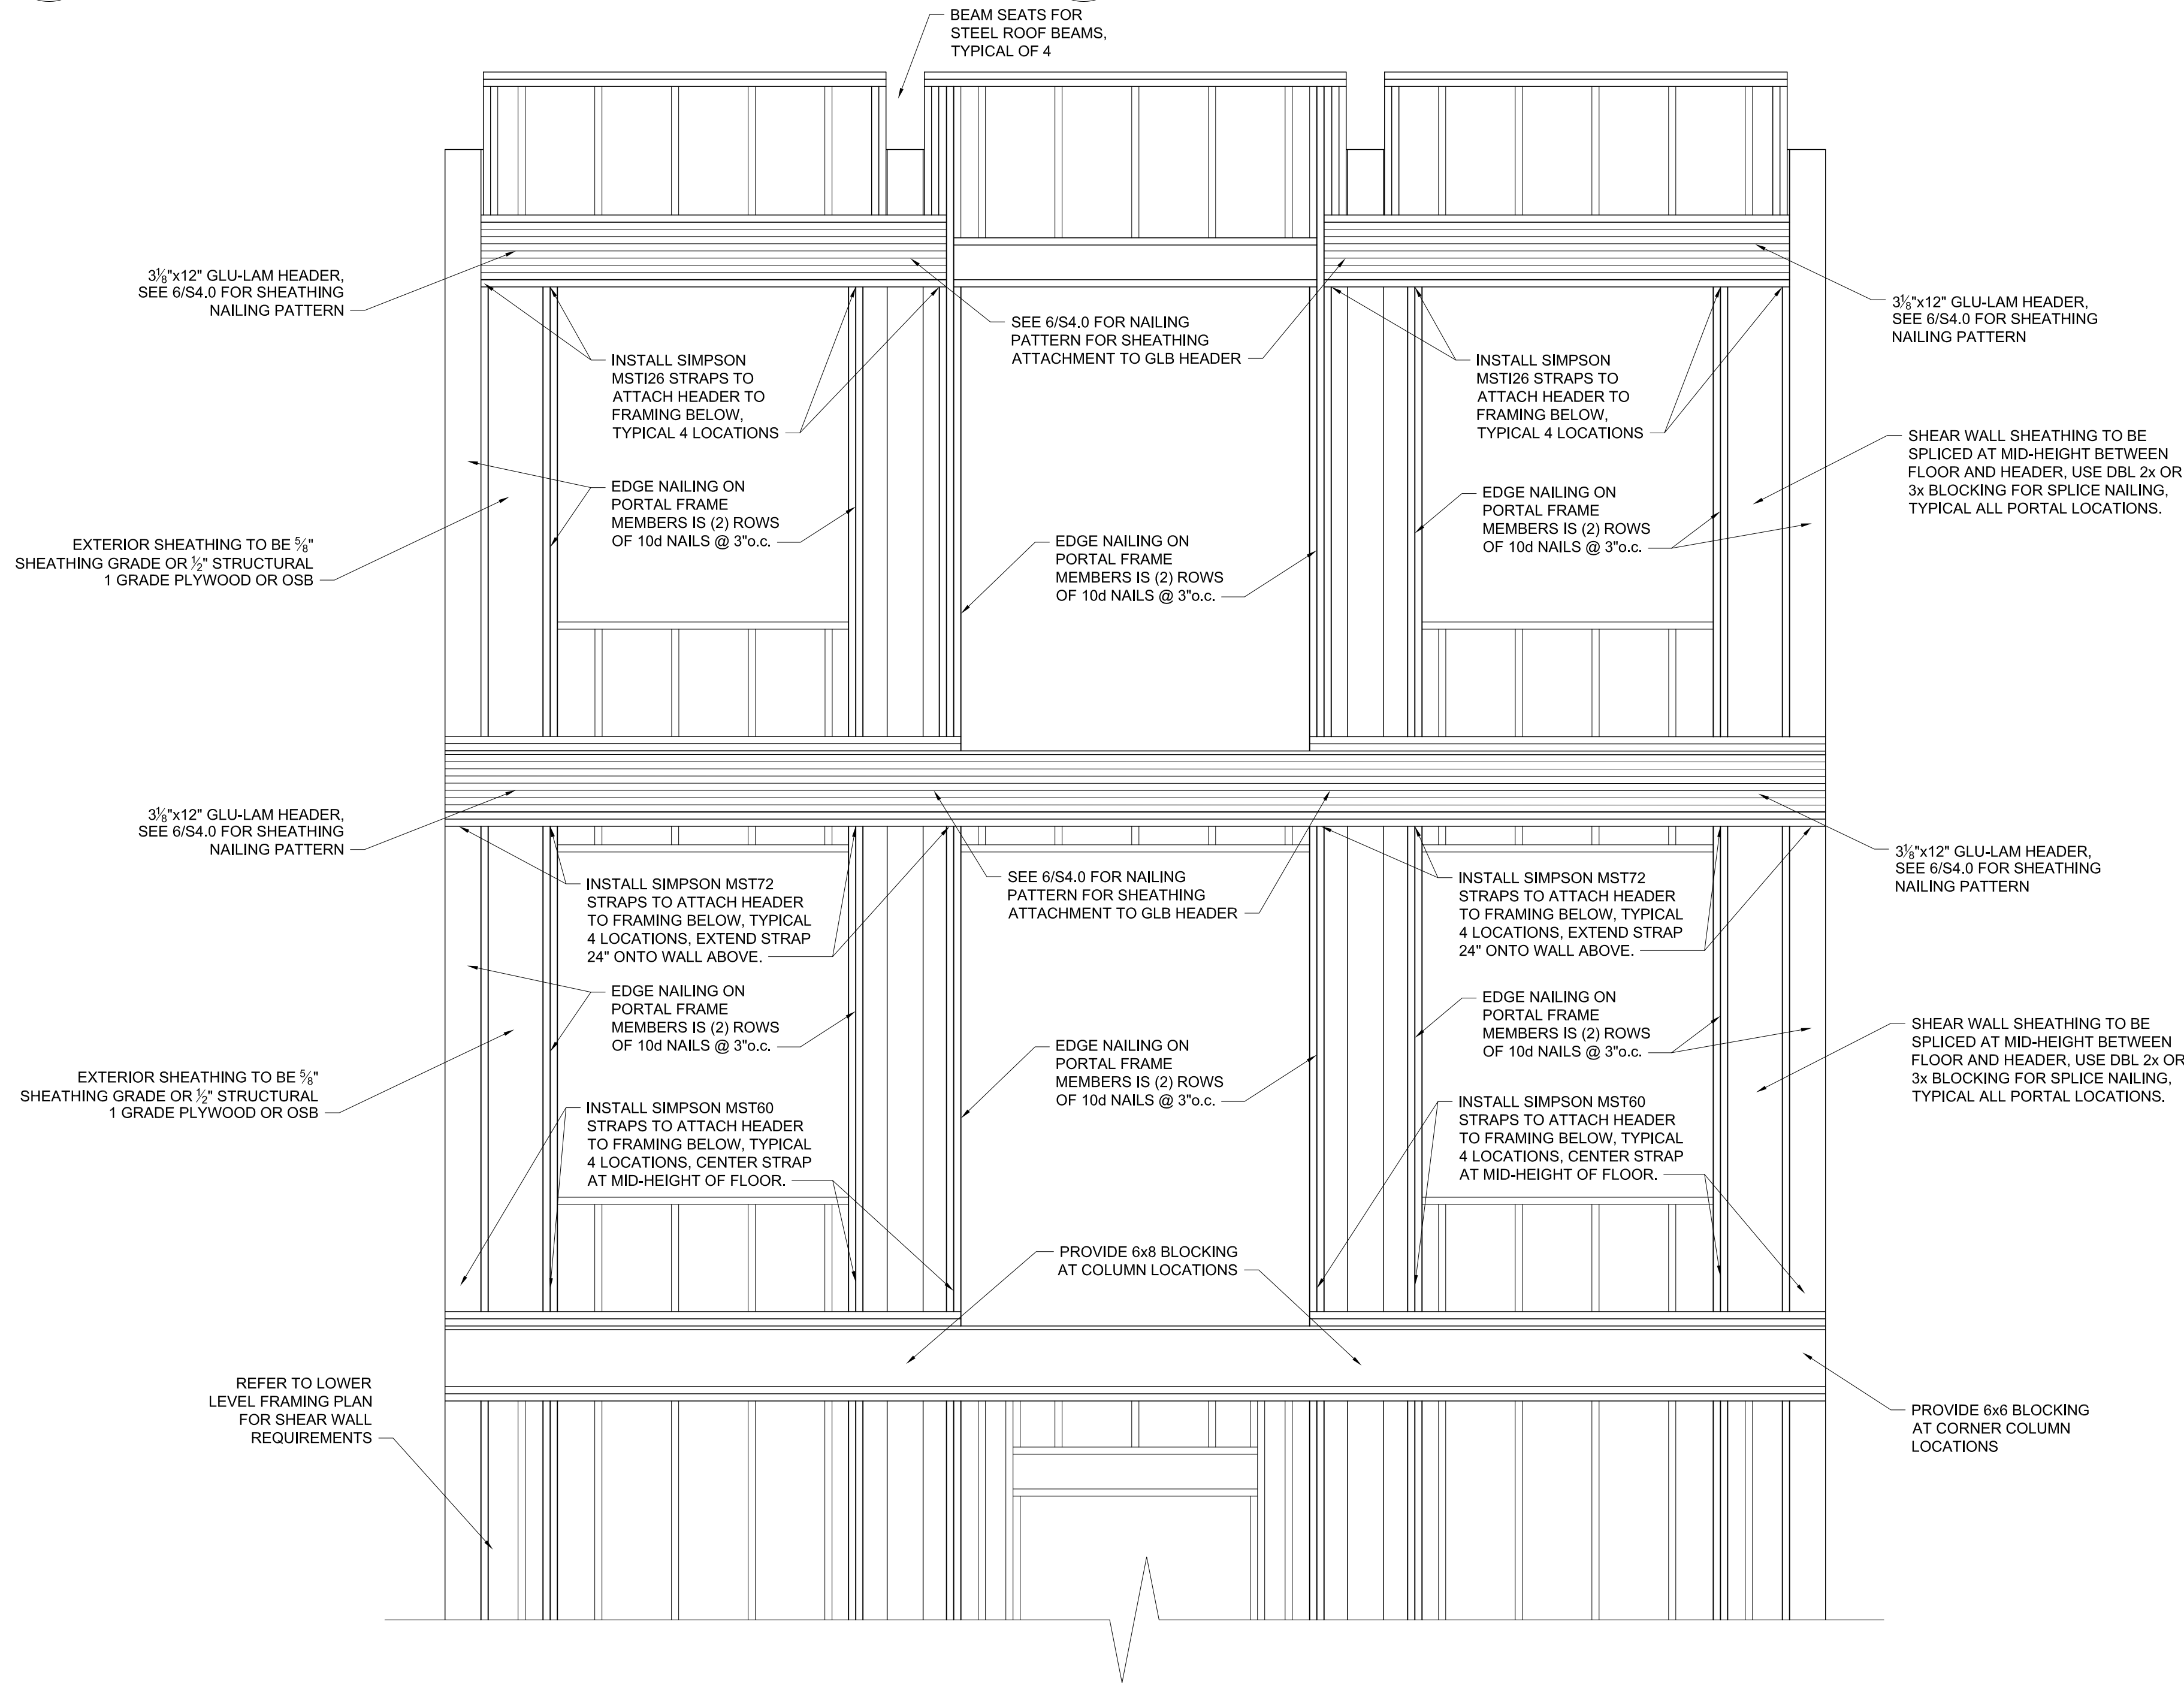 BEAM SEATS FOR
STEEL ROOF BEAMS,
TYPICAL OF 4
3⅛"x12" GLU-LAM HEADER,
SEE 6/S4.0 FOR SHEATHING
NAILING PATTERN
SEE 6/S4.0 FOR NAILING
PATTERN FOR SHEATHING
ATTACHMENT TO GLB HEADER
3⅛"x12" GLU-LAM HEADER,
SEE 6/S4.0 FOR SHEATHING
NAILING PATTERN
INSTALL SIMPSON
MSTI26 STRAPS TO
ATTACH HEADER TO
FRAMING BELOW,
TYPICAL 4 LOCATIONS
INSTALL SIMPSON
MSTI26 STRAPS TO
ATTACH HEADER TO
FRAMING BELOW,
TYPICAL 4 LOCATIONS
SHEAR WALL SHEATHING TO BE
SPLICED AT MID-HEIGHT BETWEEN
FLOOR AND HEADER, USE DBL 2x OR
3x BLOCKING FOR SPLICE NAILING,
TYPICAL ALL PORTAL LOCATIONS.
EDGE NAILING ON
PORTAL FRAME
MEMBERS IS (2) ROWS
OF 10d NAILS @ 3"o.c.
EDGE NAILING ON
PORTAL FRAME
MEMBERS IS (2) ROWS
OF 10d NAILS @ 3"o.c.
EXTERIOR SHEATHING TO BE ⅝"
SHEATHING GRADE OR ½" STRUCTURAL
1 GRADE PLYWOOD OR OSB
EDGE NAILING ON
PORTAL FRAME
MEMBERS IS (2) ROWS
OF 10d NAILS @ 3"o.c.
3⅛"x12" GLU-LAM HEADER,
SEE 6/S4.0 FOR SHEATHING
NAILING PATTERN
SEE 6/S4.0 FOR NAILING
PATTERN FOR SHEATHING
ATTACHMENT TO GLB HEADER
3⅛"x12" GLU-LAM HEADER,
SEE 6/S4.0 FOR SHEATHING
NAILING PATTERN
INSTALL SIMPSON MST72
STRAPS TO ATTACH HEADER
TO FRAMING BELOW, TYPICAL
4 LOCATIONS, EXTEND STRAP
24" ONTO WALL ABOVE.
INSTALL SIMPSON MST72
STRAPS TO ATTACH HEADER
TO FRAMING BELOW, TYPICAL
4 LOCATIONS, EXTEND STRAP
24" ONTO WALL ABOVE.
EDGE NAILING ON
PORTAL FRAME
MEMBERS IS (2) ROWS
OF 10d NAILS @ 3"o.c.
EDGE NAILING ON
PORTAL FRAME
MEMBERS IS (2) ROWS
OF 10d NAILS @ 3"o.c.
SHEAR WALL SHEATHING TO BE
SPLICED AT MID-HEIGHT BETWEEN
FLOOR AND HEADER, USE DBL 2x OR
3x BLOCKING FOR SPLICE NAILING,
TYPICAL ALL PORTAL LOCATIONS.
EDGE NAILING ON
PORTAL FRAME
MEMBERS IS (2) ROWS
OF 10d NAILS @ 3"o.c.
EXTERIOR SHEATHING TO BE ⅝"
SHEATHING GRADE OR ½" STRUCTURAL
1 GRADE PLYWOOD OR OSB
INSTALL SIMPSON MST60
STRAPS TO ATTACH HEADER
TO FRAMING BELOW, TYPICAL
4 LOCATIONS, CENTER STRAP
AT MID-HEIGHT OF FLOOR.
INSTALL SIMPSON MST60
STRAPS TO ATTACH HEADER
TO FRAMING BELOW, TYPICAL
4 LOCATIONS, CENTER STRAP
AT MID-HEIGHT OF FLOOR.
PROVIDE 6x8 BLOCKING
AT COLUMN LOCATIONS
REFER TO LOWER
LEVEL FRAMING PLAN
FOR SHEAR WALL
REQUIREMENTS
PROVIDE 6x6 BLOCKING
AT CORNER COLUMN
LOCATIONS